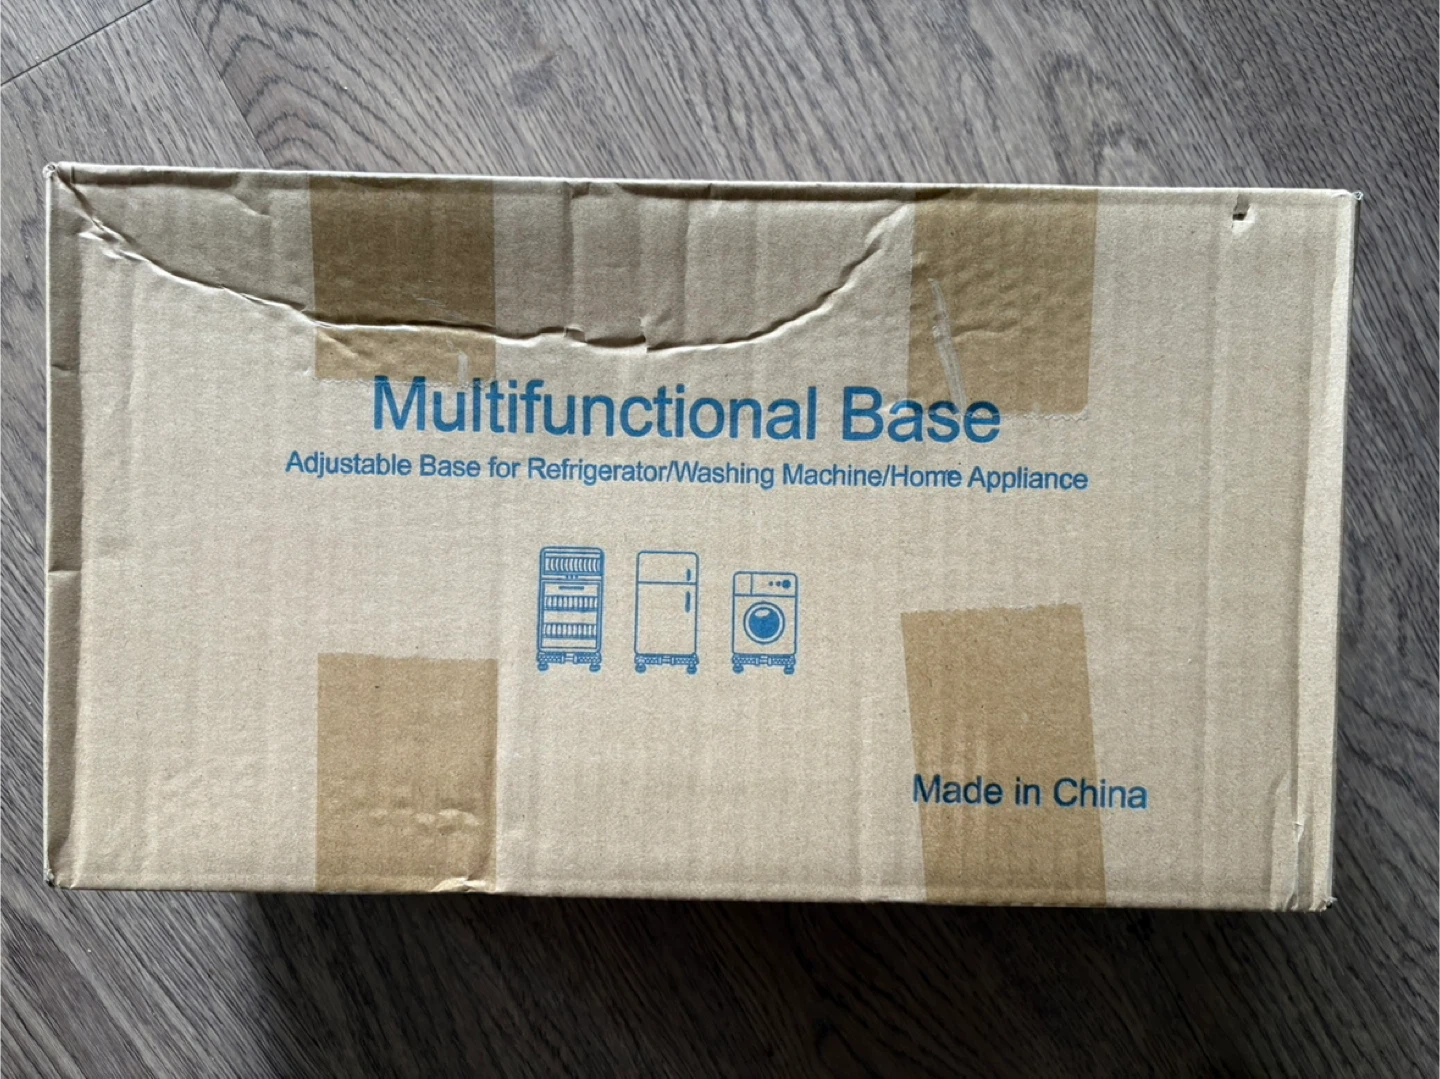 Multifunctional Base
Adjustable Base for Refrigerator/Washing Machine/Home Appliance
Made in China